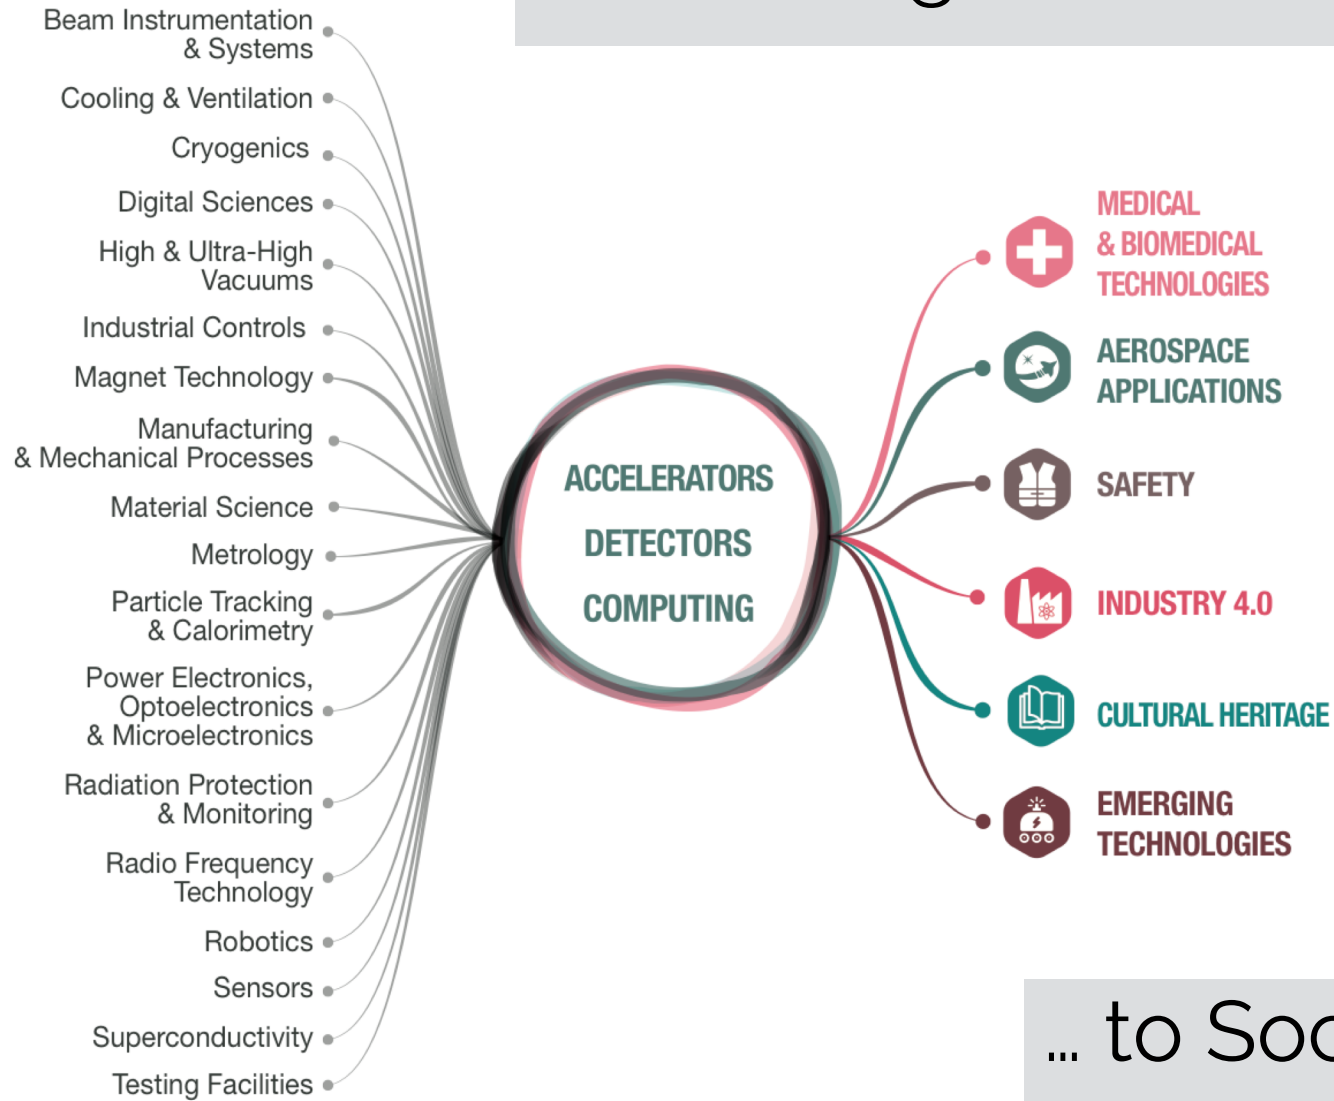 Beam Instrumentation
& Systems
Cooling & Ventilation
Cryogenics
Digital Sciences
High & Ultra-High
Vacuums
Industrial Controls
Magnet Technology
Manufacturing
& Mechanical Processes
Material Science
Metrology
Particle Tracking
& Calorimetry
Power Electronics,
Optoelectronics
& Microelectronics
Radiation Protection
& Monitoring
Radio Frequency
Technology
Robotics
Sensors
Superconductivity
Testing Facilities
ACCELERATORS
DETECTORS
COMPUTING
MEDICAL
& BIOMEDICAL
TECHNOLOGIES
AEROSPACE
APPLICATIONS
SAFETY
INDUSTRY 4.0
CULTURAL HERITAGE
EMERGING
TECHNOLOGIES
... to